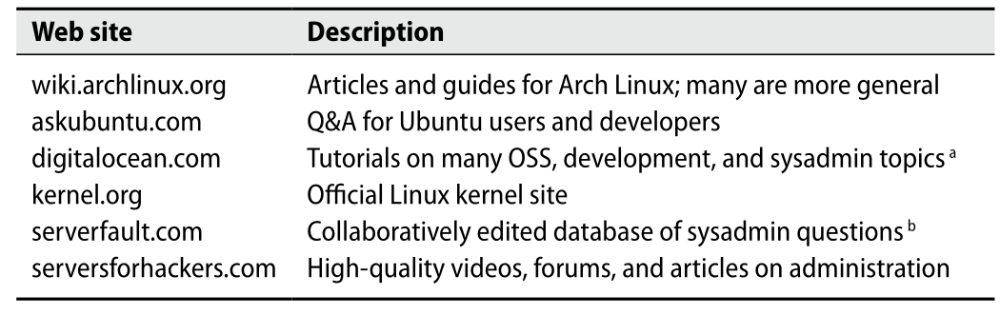 Web site Description
wiki.archlinux.org Articles and guides for Arch Linux; many are more general
askubuntu.com Q&A for Ubuntu users and developers
digitalocean.com Tutorials on many OSS, development, and sysadmin topics a
kernel.org Official Linux kernel site
serverfault.com Collaboratively edited database of sysadmin questions b
serversforhackers.com High-quality videos, forums, and articles on administration